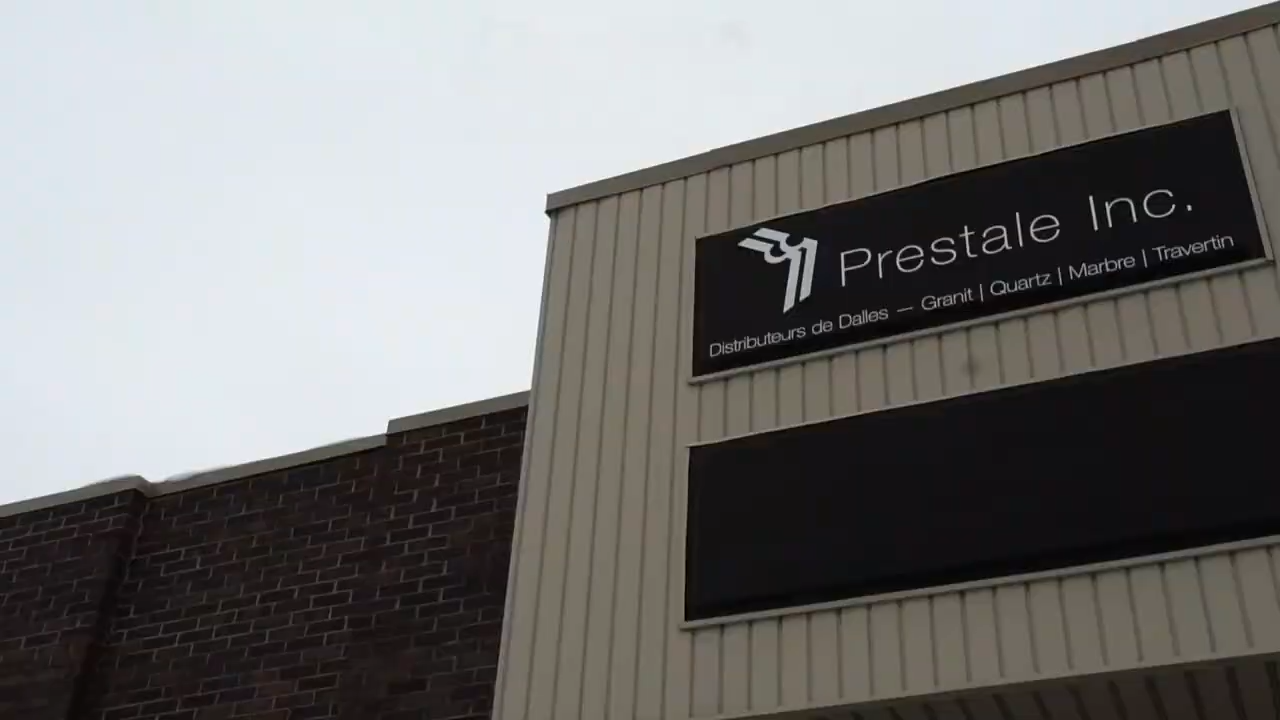 Prestale Inc.
Distributeurs de Dalles — Granit | Quartz | Marbre | Travertin